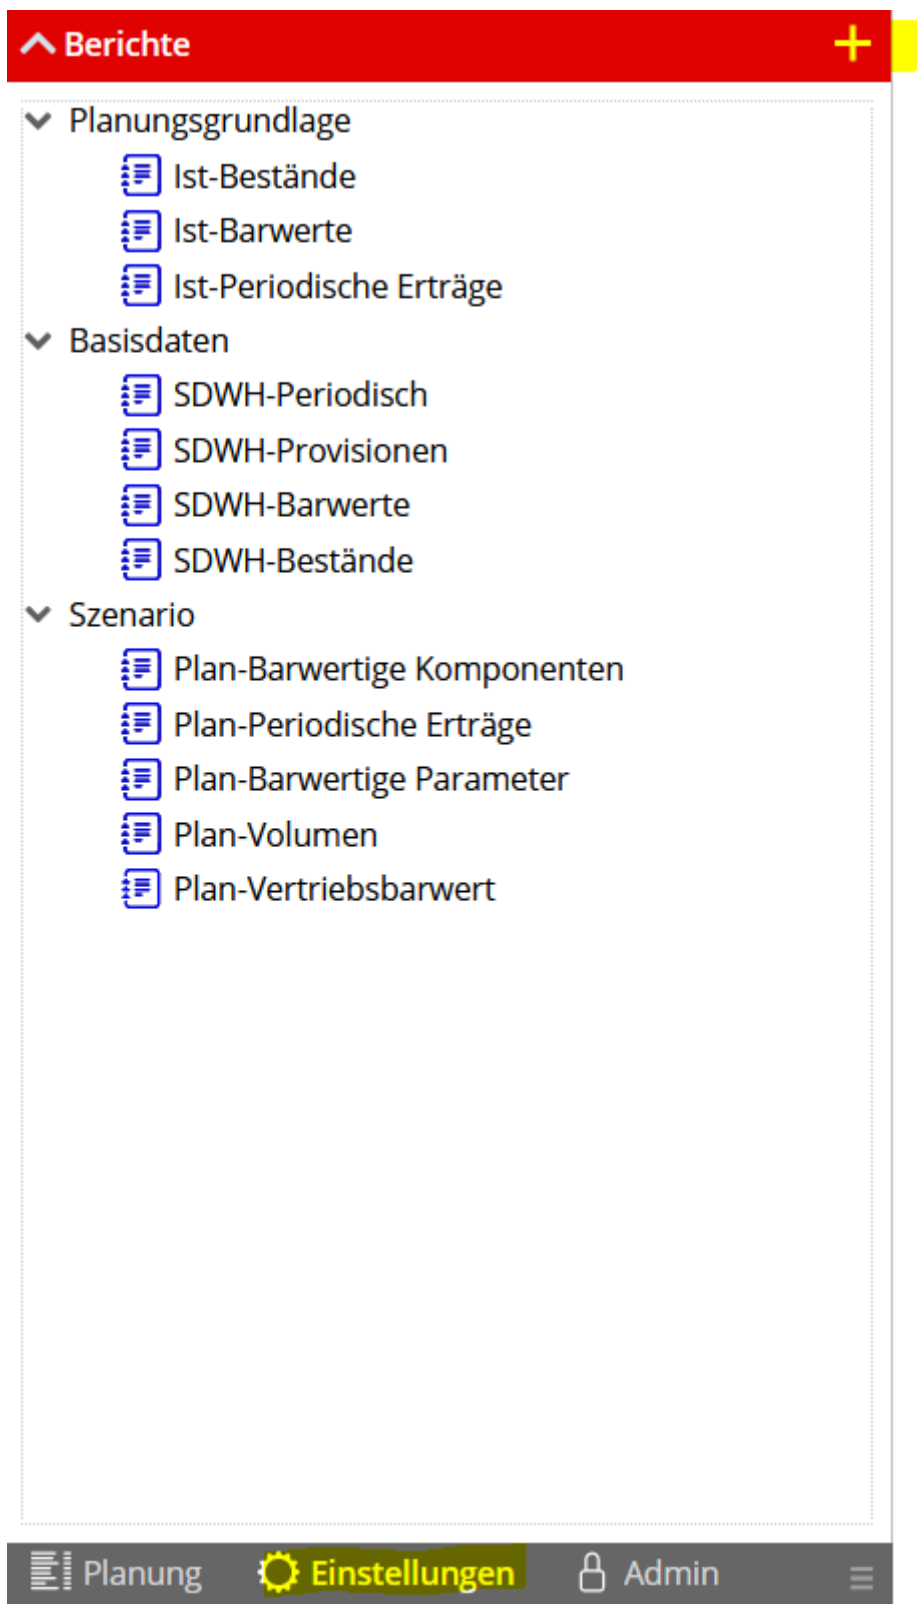 Berichte
Planungsgrundlage
Ist-Bestände
Ist-Barwerte
Ist-Periodische Erträge
Basisdaten
SDWH-Periodisch
SDWH-Provisionen
SDWH-Barwerte
SDWH-Bestände
Szenario
Plan-Barwertige Komponenten
Plan-Periodische Erträge
Plan-Barwertige Parameter
Plan-Volumen
Plan-Vertriebsbarwert
Planung Einstellungen Admin